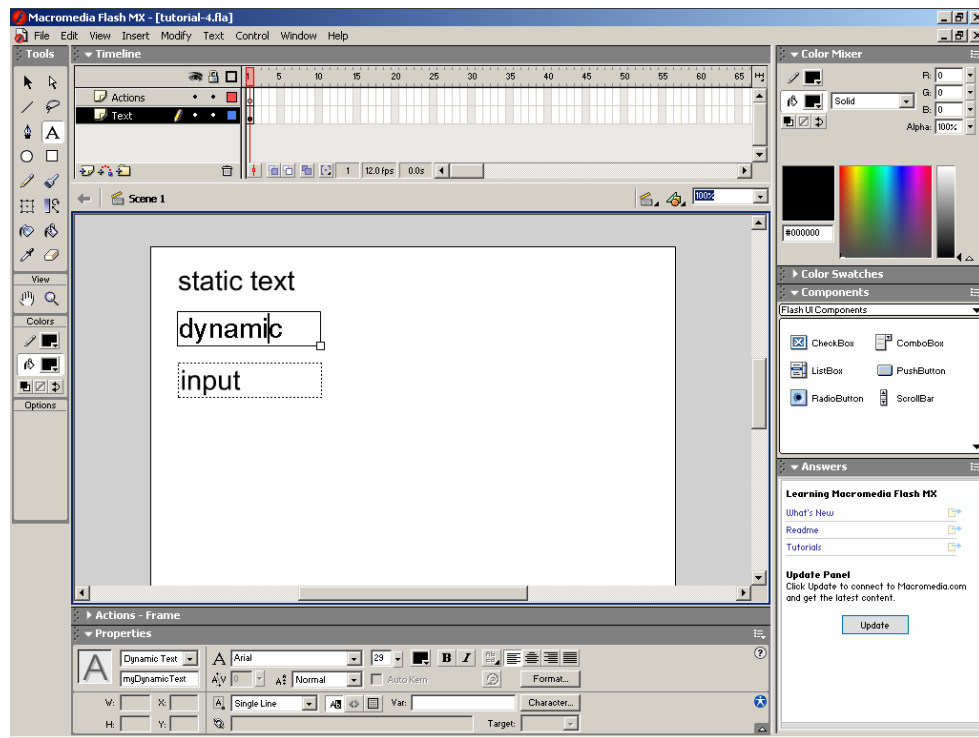 Macromedia Flash MX - [tutorial-4.fla]
File Edit View Insert Modify Text Control Window Help
Tools
Timeline
1 5 10 15 20 25 30 35 40 45 50 55 60 65
Actions
Text
1 12.0 fps 0.0s
Scene 1
100%
static text
dynamic
input
View
Colors
Options
Color Mixer
Solid
R: 0
G: 0
B: 0
Alpha: 100%
#000000
Color Swatches
Components
Flash UI Components
CheckBox ComboBox
ListBox PushButton
RadioButton ScrollBar
Answers
Learning Macromedia Flash MX
What's New
Readme
Tutorials
Update Panel
Click Update to connect to Macromedia.com
and get the latest content.
Update
Actions - Frame
Properties
A Dynamic Text A Arial 29 B I
myDynamicText A V 0 Normal Auto Kern Format...
W: X: A Single Line AB Var: Character...
H: Y: Target: